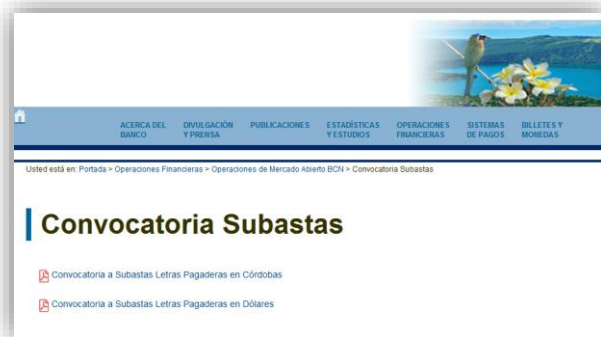 ACERCA DEL BANCO
DIVULGACIÓN Y PRENSA
PUBLICACIONES
ESTADÍSTICAS Y ESTUDIOS
OPERACIONES FINANCIERAS
SISTEMAS DE PAGOS
BILLETES Y MONEDAS
Usted está en: Portada > Operaciones Financieras > Operaciones de Mercado Abierto BCN > Convocatoria Subastas
Convocatoria Subastas
Convocatoria a Subastas Letras Pagaderas en Córdobas
Convocatoria a Subastas Letras Pagaderas en Dólares